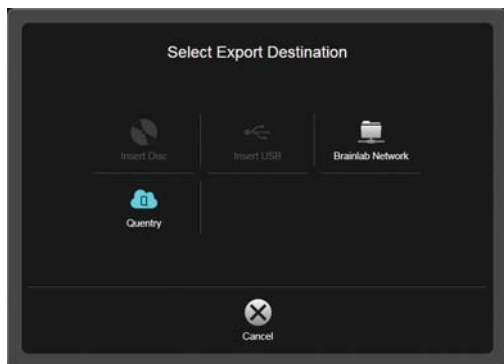 Select Export Destination
Insert Disc
Insert USB
Brainlab Network
Quentry
Cancel